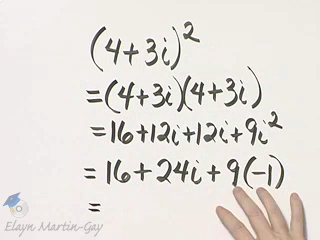 (4+3i)²
=(4+3i)(4+3i)
=16+12i+12i+9i²
=16+24i+9(-1)
=
Elayn Martin-Gay